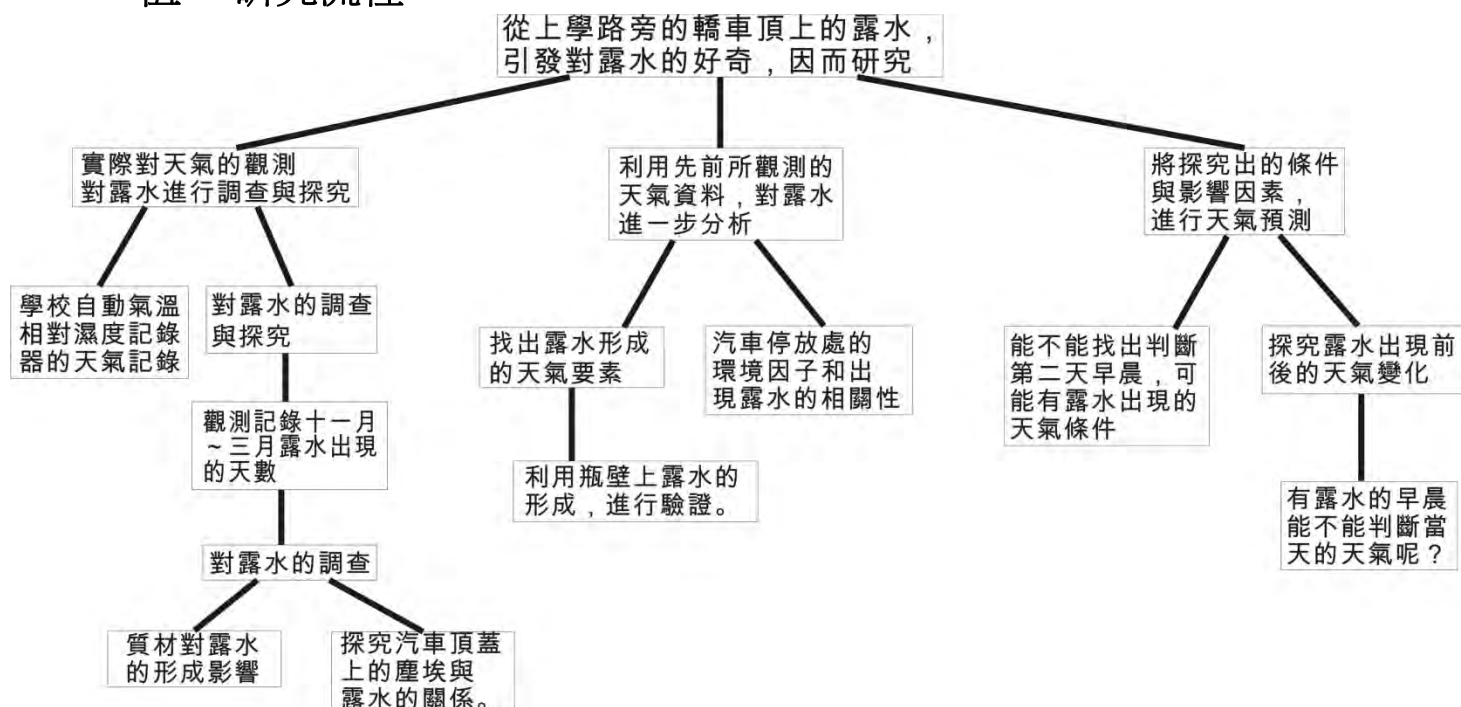 從上學路旁的轎車頂上的露水，
引發對露水的好奇，因而研究
實際對天氣的觀測
對露水進行調查與探究
利用先前所觀測的
天氣資料，對露水
進一步分析
將探究出的條件
與影響因素，
進行天氣預測
學校自動氣溫
相對濕度記錄
器的天氣記錄
對露水的調查
與探究
找出露水形成
的天氣要素
汽車停放處的
環境因子和出
現露水的相關性
能不能找出判斷
第二天早晨，可
能有露水出現的
天氣條件
探究露水出現前
後的天氣變化
觀測記錄十一月
～三月露水出現
的天數
利用瓶壁上露水的
形成，進行驗證。
有露水的早晨
能不能判斷當
天的天氣呢？
對露水的調查
質材對露水
的形成影響
探究汽車頂蓋
上的塵埃與
露水的關係。